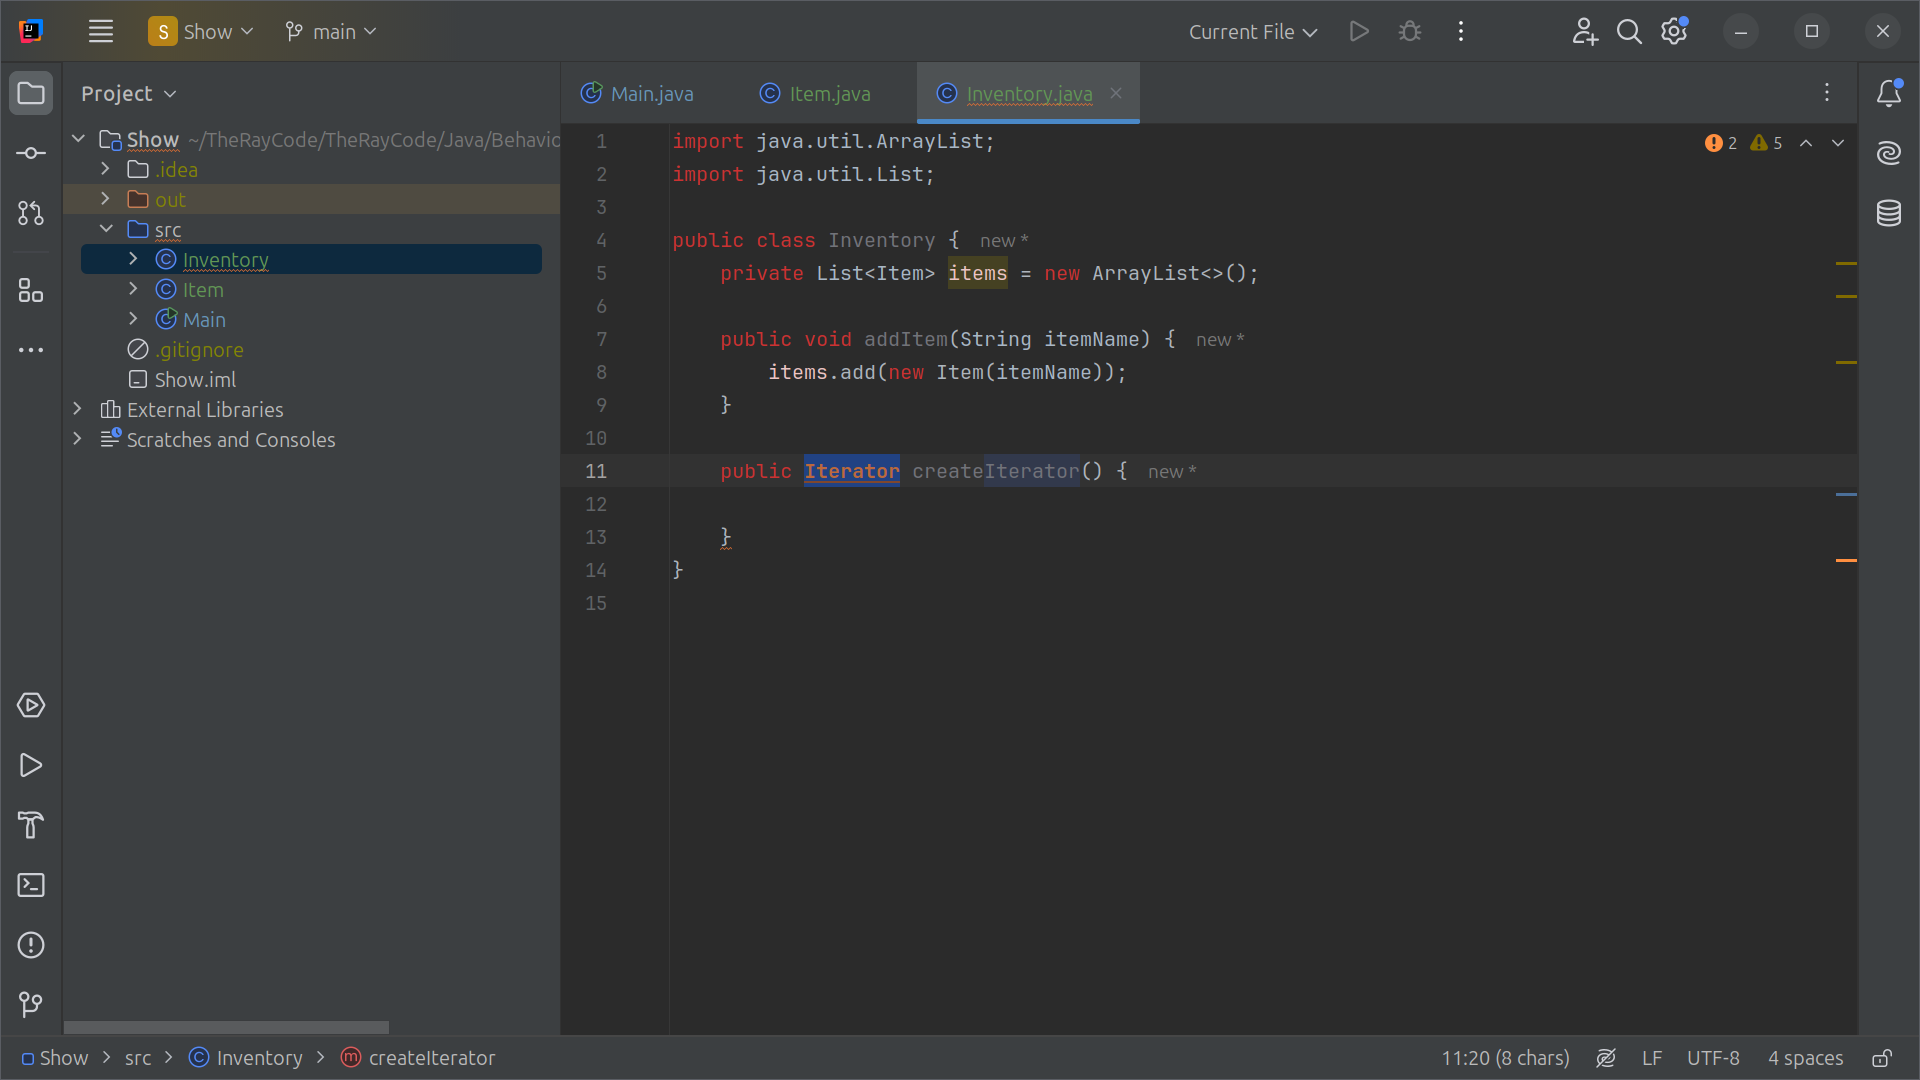 S Show main Current File
Project
Main.java Item.java Inventory.java
Show ~/TheRayCode/TheRayCode/Java/Behavio
.idea
out
src
Inventory
Item
Main
.gitignore
Show.iml
External Libraries
Scratches and Consoles
2 5
1 import java.util.ArrayList;
2 import java.util.List;
3
4 public class Inventory { new *
5 private List<Item> items = new ArrayList<>();
6
7 public void addItem(String itemName) { new *
8 items.add(new Item(itemName));
9 }
10
11 public Iterator createIterator() { new *
12
13 }
14 }
15
Show > src > Inventory > createIterator
11:20 (8 chars) LF UTF-8 4 spaces